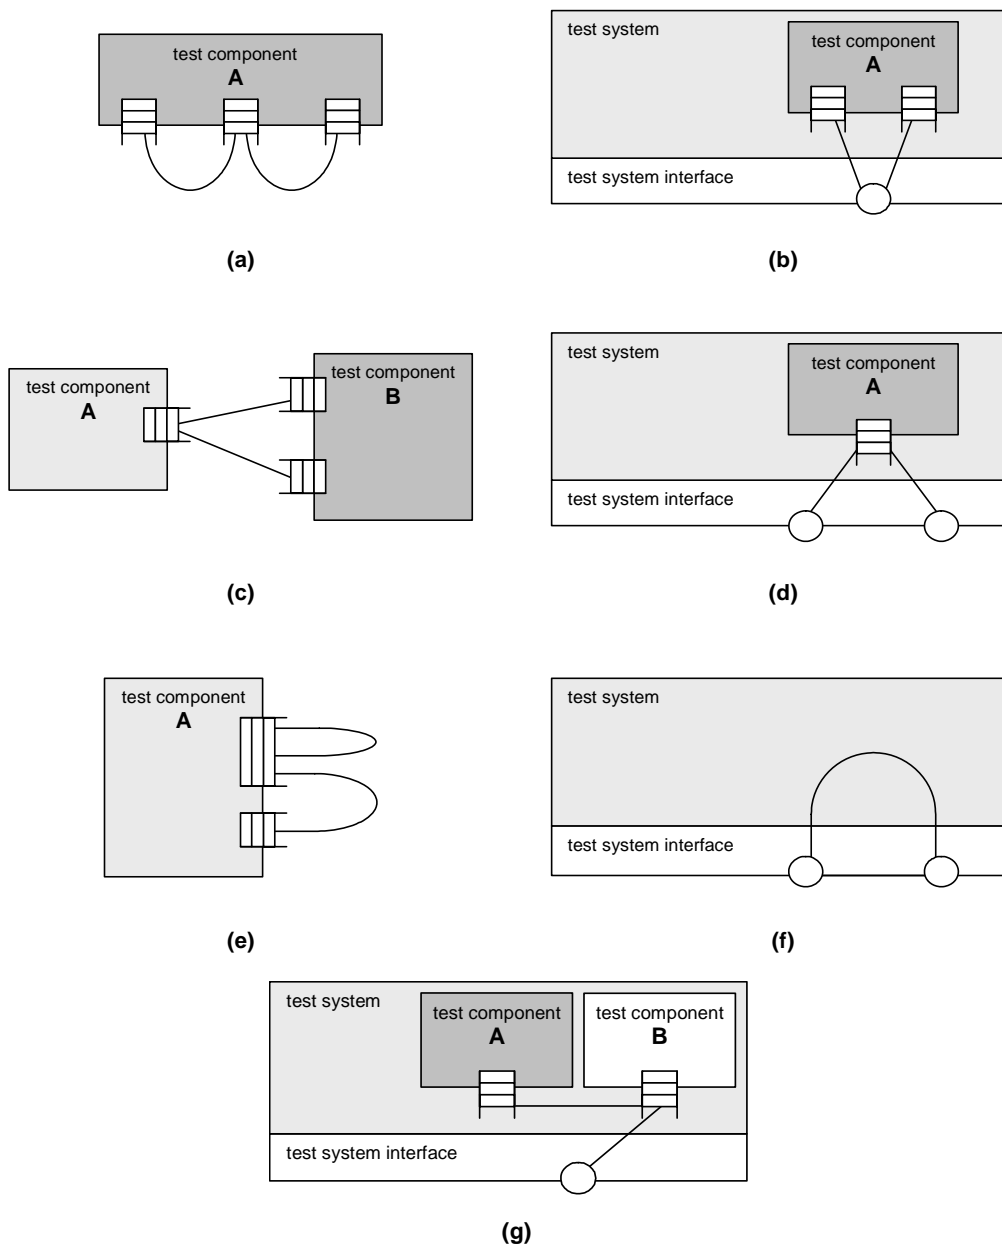 test component
A
(a)
test system
test component
A
test system interface
(b)
test component
A
test component
B
(c)
test system
test component
A
test system interface
(d)
test component
A
(e)
test system
test system interface
(f)
test system
test component
A
test component
B
test system interface
(g)